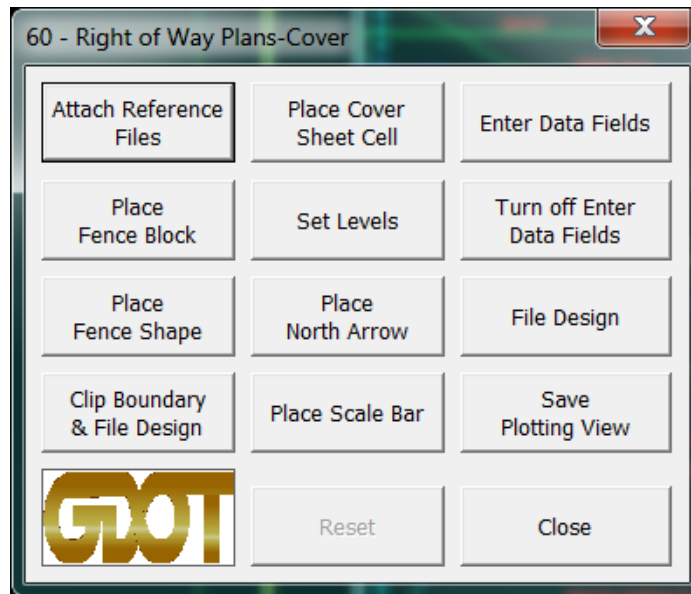 60 - Right of Way Plans-Cover
X
Attach Reference
Files
Place Cover
Sheet Cell
Enter Data Fields
Place
Fence Block
Set Levels
Turn off Enter
Data Fields
Place
Fence Shape
Place
North Arrow
File Design
Clip Boundary
& File Design
Place Scale Bar
Save
Plotting View
GDOT
Reset
Close